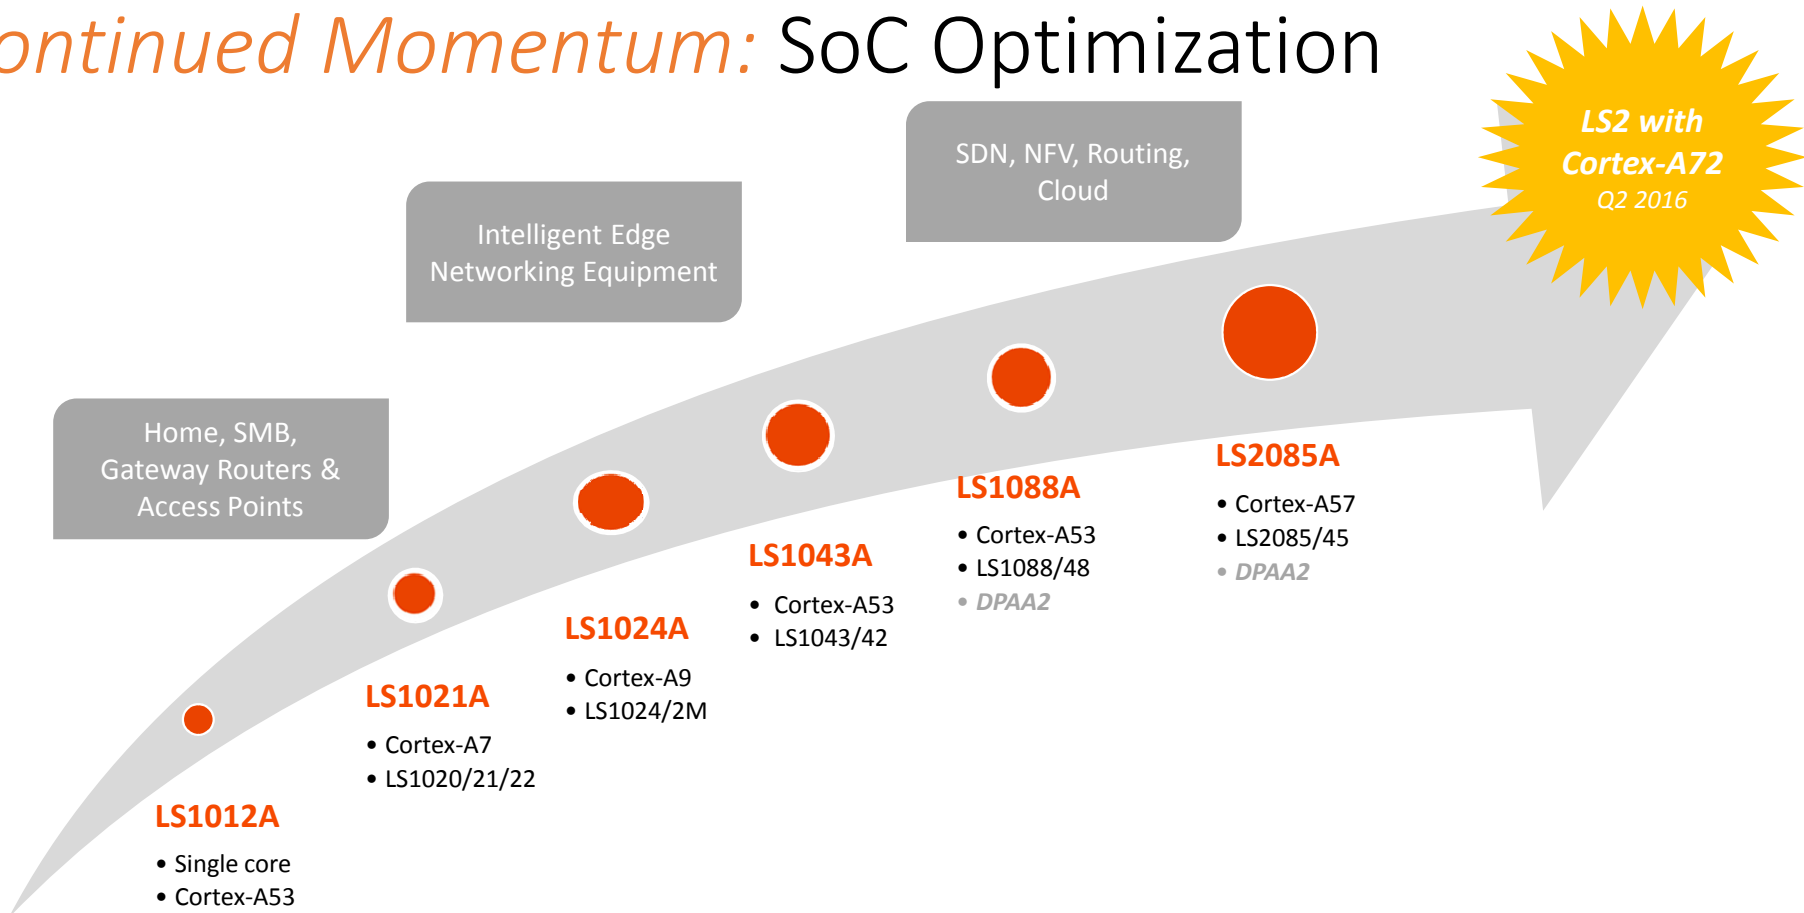 ontinued Momentum: SoC Optimization
LS2 with
Cortex-A72
Q2 2016
SDN, NFV, Routing,
Cloud
Intelligent Edge
Networking Equipment
Home, SMB,
Gateway Routers &
Access Points
LS2085A
• Cortex-A57
• LS2085/45
• DPAA2
LS1088A
• Cortex-A53
• LS1088/48
• DPAA2
LS1043A
• Cortex-A53
• LS1043/42
LS1024A
• Cortex-A9
• LS1024/2M
LS1021A
• Cortex-A7
• LS1020/21/22
LS1012A
• Single core
• Cortex-A53